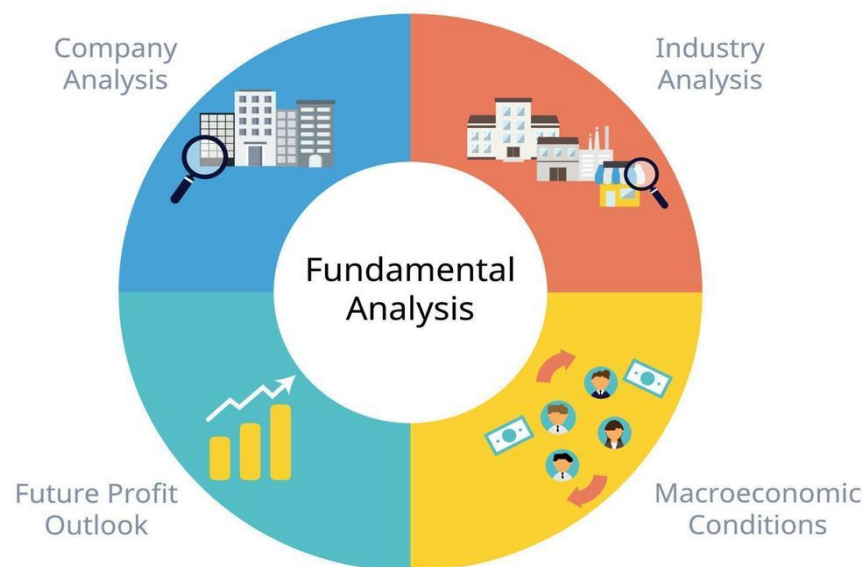 Company
Analysis
Industry
Analysis
Fundamental
Analysis
Future Profit
Outlook
Macroeconomic
Conditions